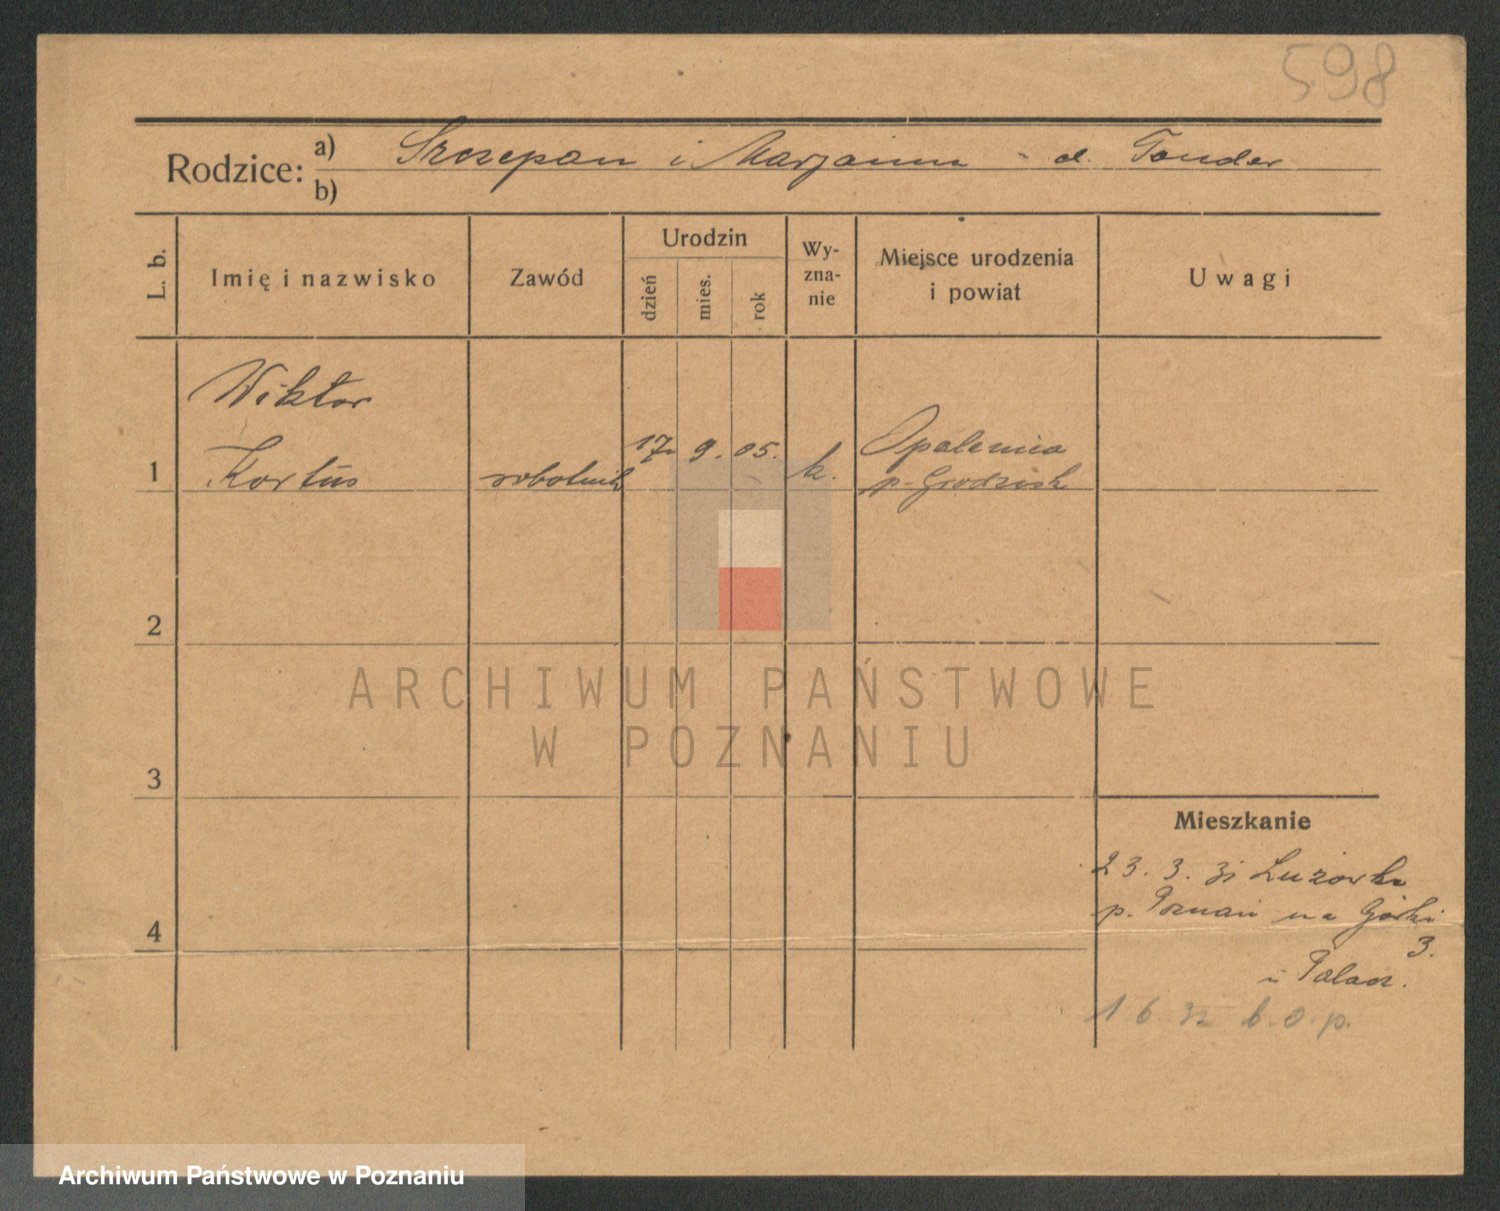 598
Rodzice: a) Szczepan i Marjanna - d. Tonder
b)
L. b.
Imię i nazwisko
Zawód
Urodzin
dzień
mies.
rok
Wy-
zna-
nie
Miejsce urodzenia
i powiat
Uwagi
Wiktor
1 Kortus robotnik 17. 9. 05. k. Opalenica
p. Grodzisk
2
ARCHIWUM PAŃSTWOWE
W POZNANIU
3
Mieszkanie
23. 3. 31
p. Poznań na Górki
4
3.
u Palacz.
1 6. 32 b. o. p.
Archiwum Państwowe w Poznaniu